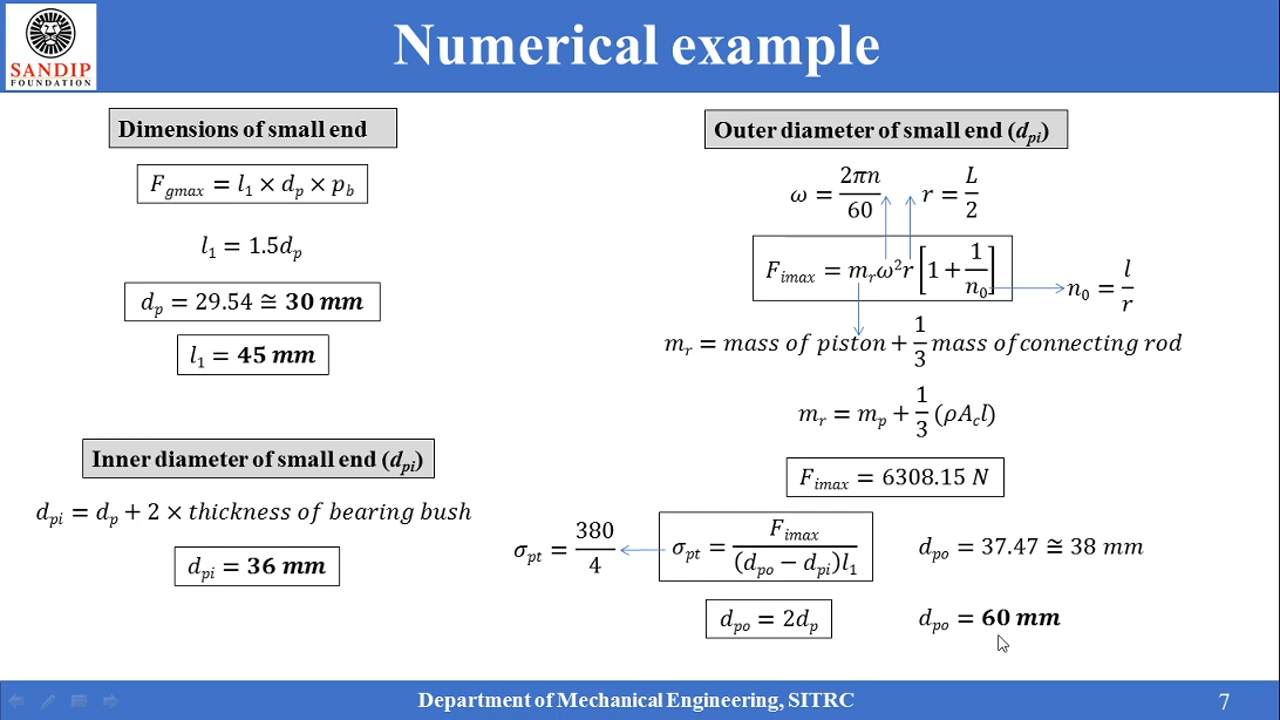 SANDIP
FOUNDATION
Numerical example
Dimensions of small end
F_gmax = l₁ × d_p × p_b
l₁ = 1.5d_p
d_p = 29.54 ≅ 30 mm
l₁ = 45 mm
Inner diameter of small end (d_pi)
d_pi = d_p + 2 × thickness of bearing bush
d_pi = 36 mm
Outer diameter of small end (d_pi)
ω = 2πn/60
r = L/2
F_imax = m_r ω² r [1 + 1/n₀]
n₀ = l/r
m_r = mass of piston + 1/3 mass ofconnecting rod
m_r = m_p + 1/3 (ρA_c l)
F_imax = 6308.15 N
σ_pt = 380/4
σ_pt = F_imax/((d_po − d_pi)l₁)
d_po = 37.47 ≅ 38 mm
d_po = 2d_p
d_po = 60 mm
Department of Mechanical Engineering, SITRC
7